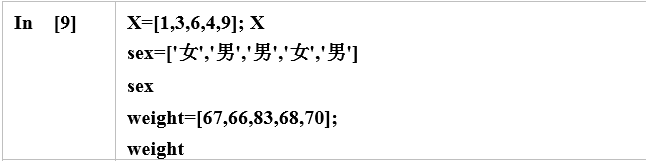 In [9] X=[1,3,6,4,9]; X
sex=['女','男','男','女','男']
sex
weight=[67,66,83,68,70];
weight